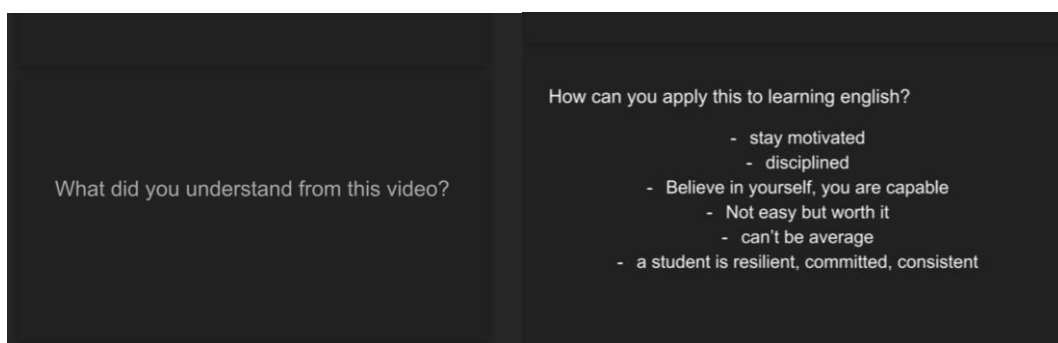 What did you understand from this video?
How can you apply this to learning english?
- stay motivated
- disciplined
- Believe in yourself, you are capable
- Not easy but worth it
- can't be average
- a student is resilient, committed, consistent